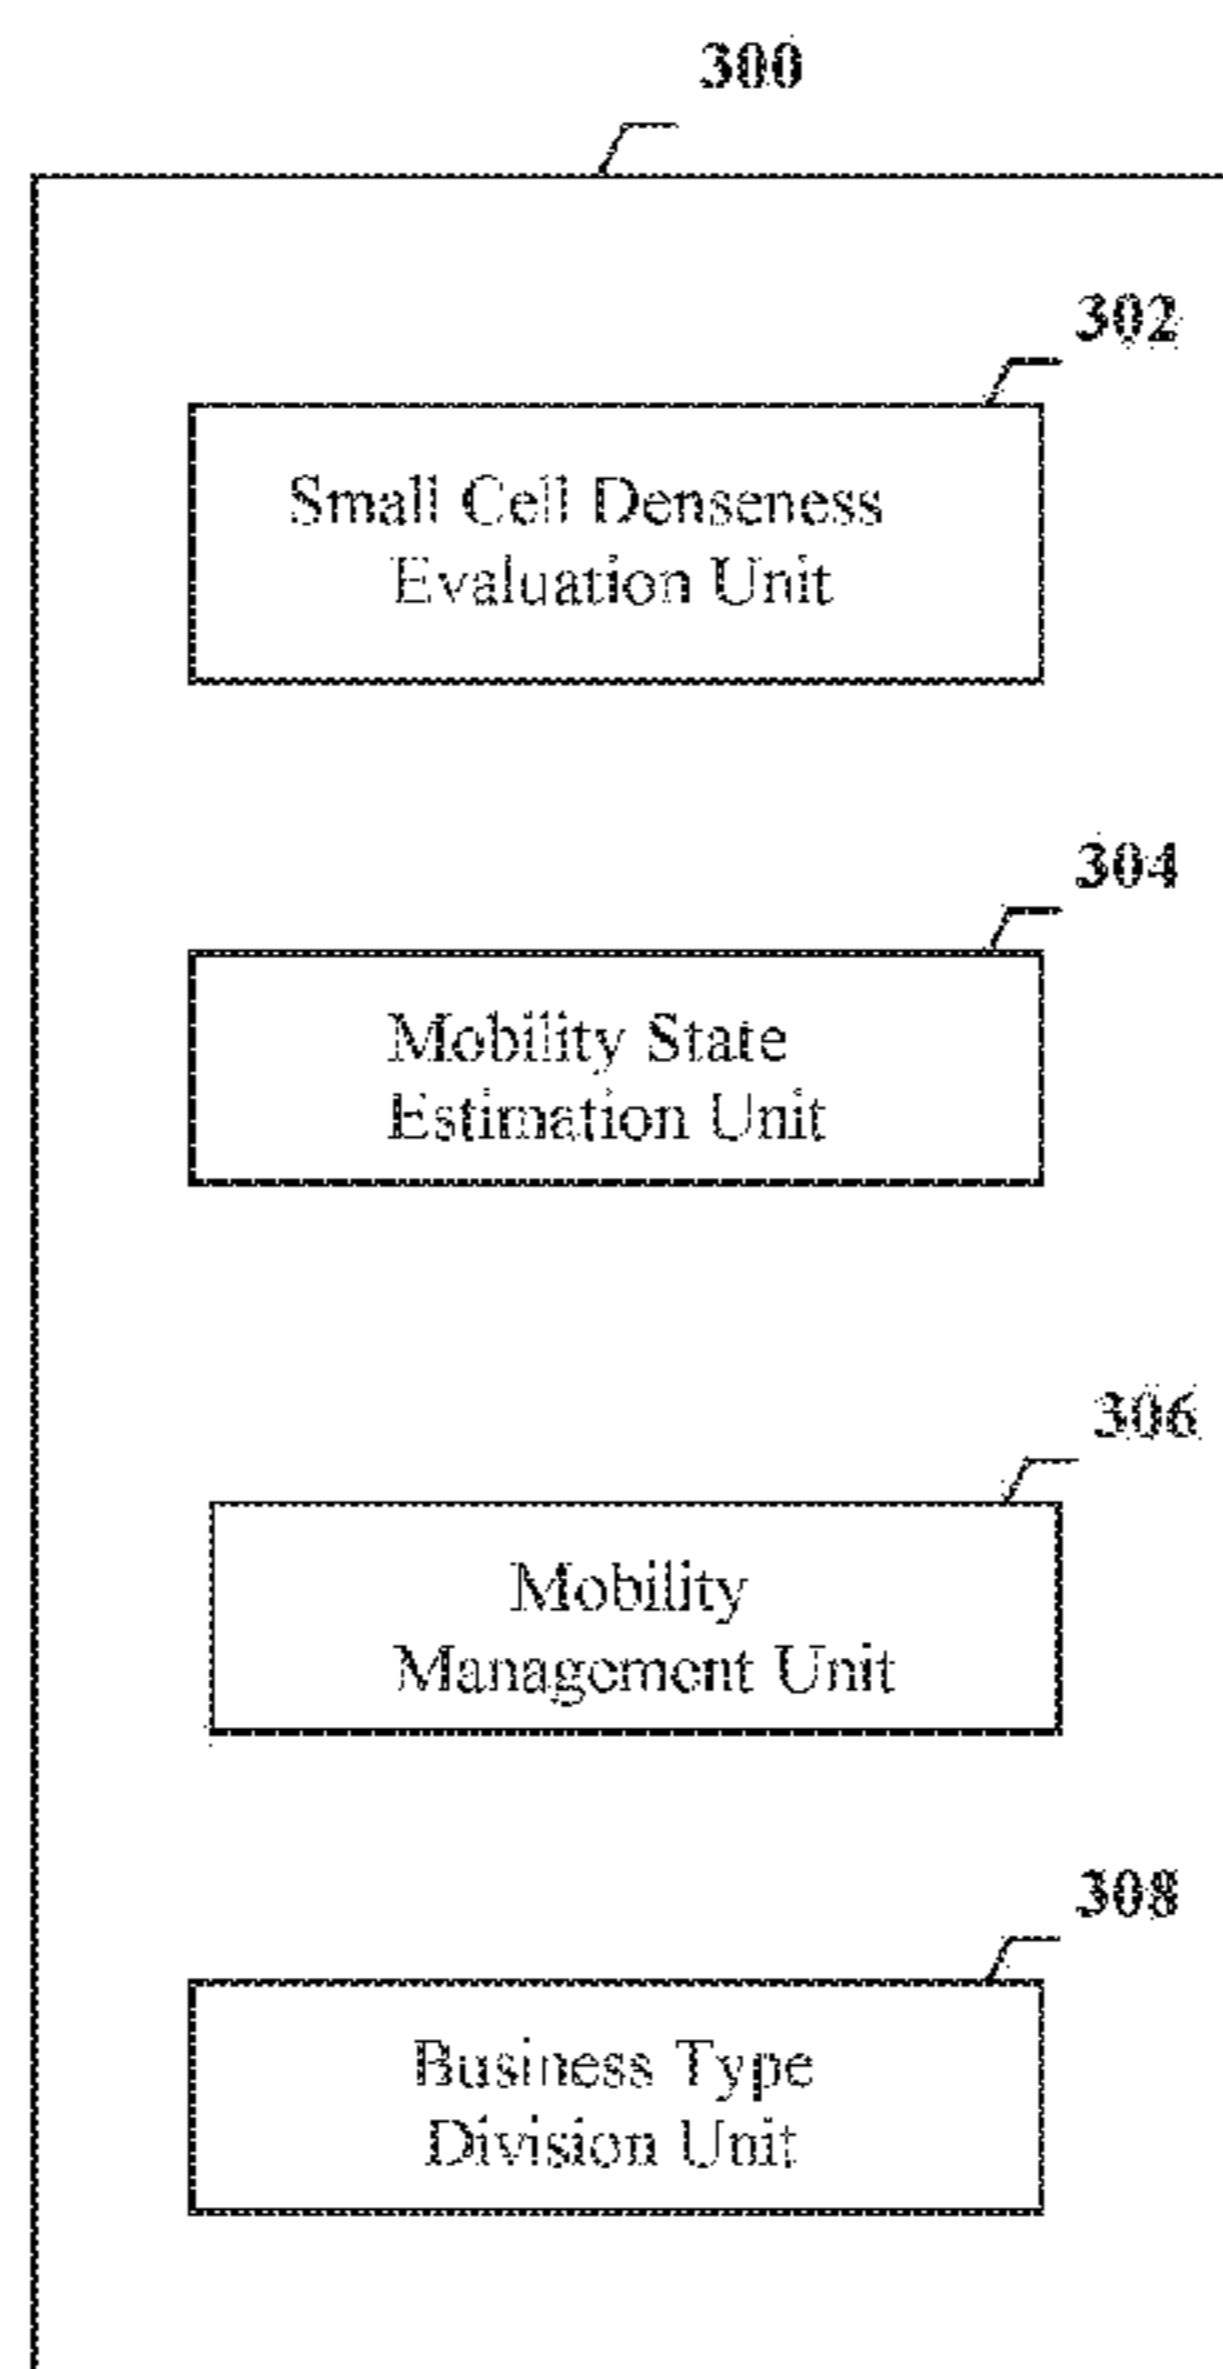 300
302
Small Cell Denseness
Evaluation Unit
304
Mobility State
Estimation Unit
306
Mobility
Management Unit
308
Business Type
Division Unit